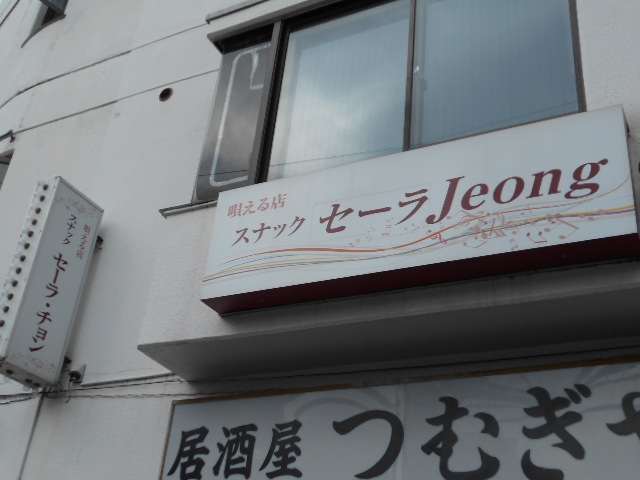 唄える店
スナック セーラJeong
唄える店
スナック セーラ・チョン
居酒屋 つむぎや